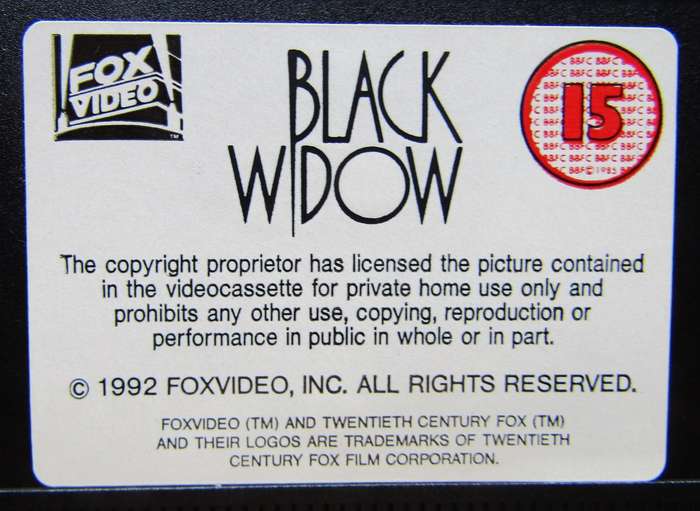 FOX
VIDEO
TM
BLACK
WIDOW
15
BBFC © 1985
The copyright proprietor has licensed the picture contained
in the videocassette for private home use only and
prohibits any other use, copying, reproduction or
performance in public in whole or in part.
© 1992 FOXVIDEO, INC. ALL RIGHTS RESERVED.
FOXVIDEO (TM) AND TWENTIETH CENTURY FOX (TM)
AND THEIR LOGOS ARE TRADEMARKS OF TWENTIETH
CENTURY FOX FILM CORPORATION.